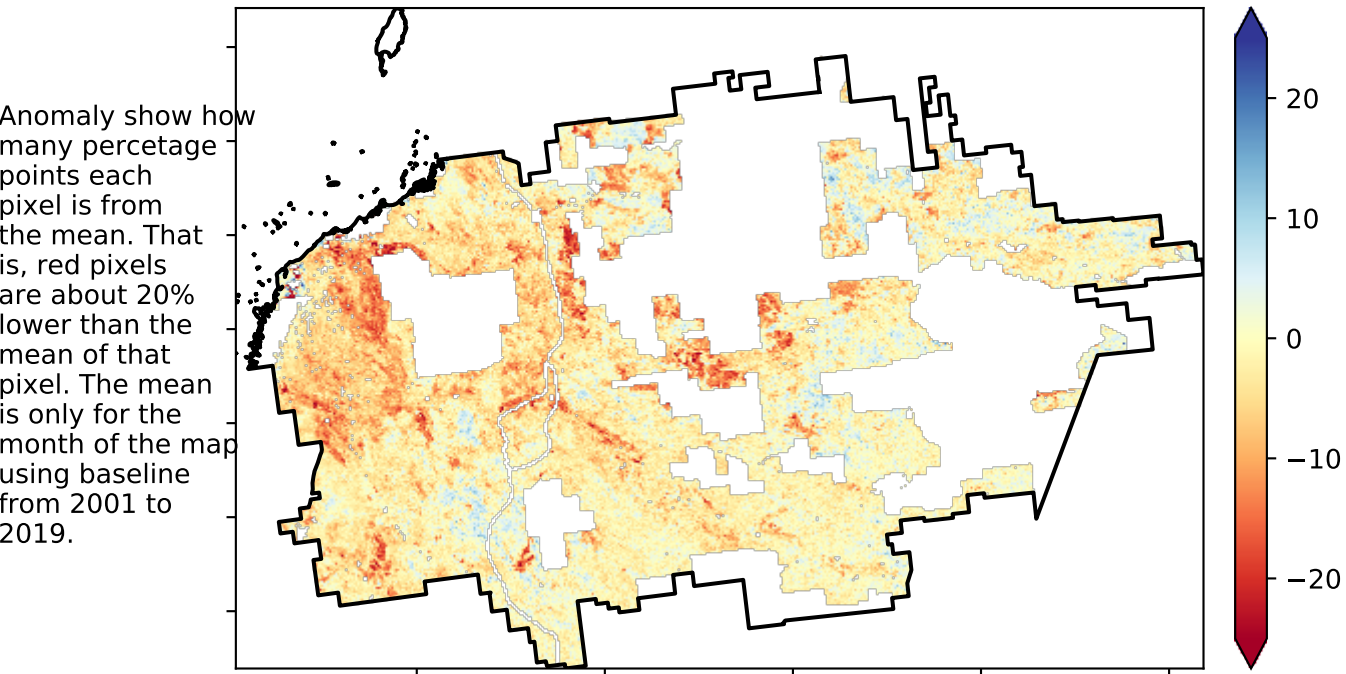 Anomaly show how
many percetage
points each
pixel is from
the mean. That
is, red pixels
are about 20%
lower than the
mean of that
pixel. The mean
is only for the
month of the map
using baseline
from 2001 to
2019.
20
10
0
−10
−20